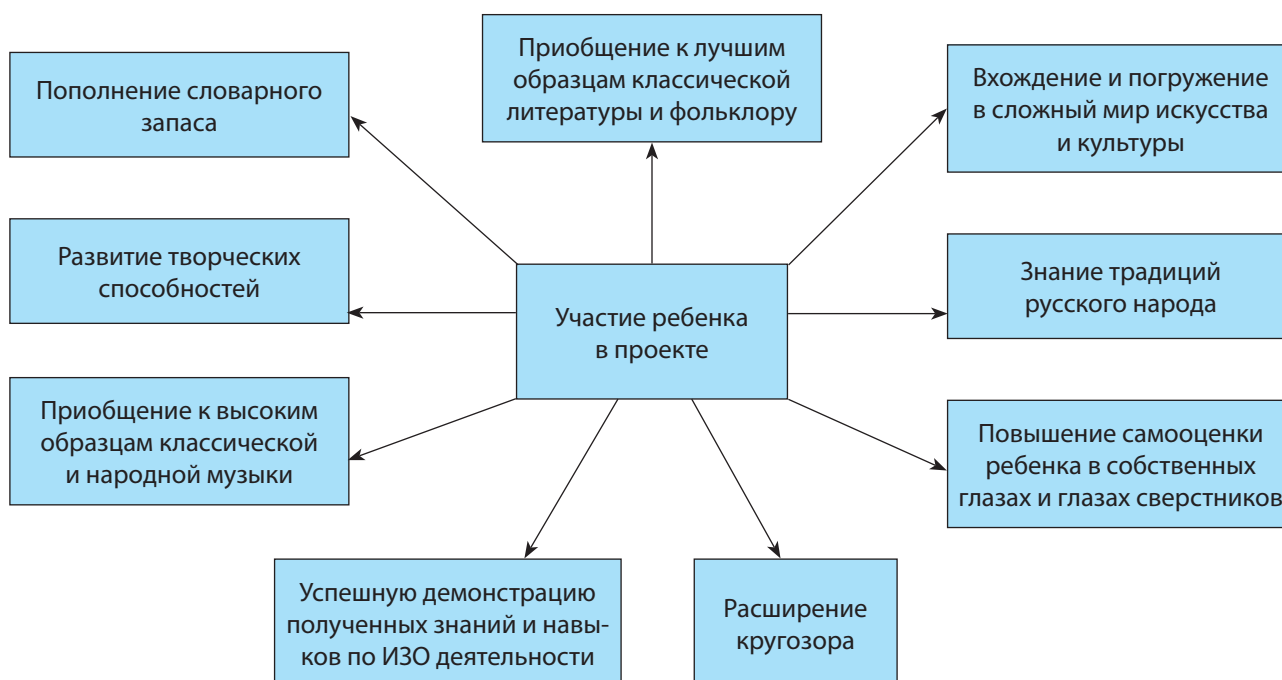 Пополнение словарного
запаса
Приобщение к лучшим
образцам классической
литературы и фольклору
Вхождение и погружение
в сложный мир искусства
и культуры
Развитие творческих
способностей
Участие ребенка
в проекте
Знание традиций
русского народа
Приобщение к высоким
образцам классической
и народной музыки
Повышение самооценки
ребенка в собственных
глазах и глазах сверстников
Успешную демонстрацию
полученных знаний и навы-
ков по ИЗО деятельности
Расширение
кругозора